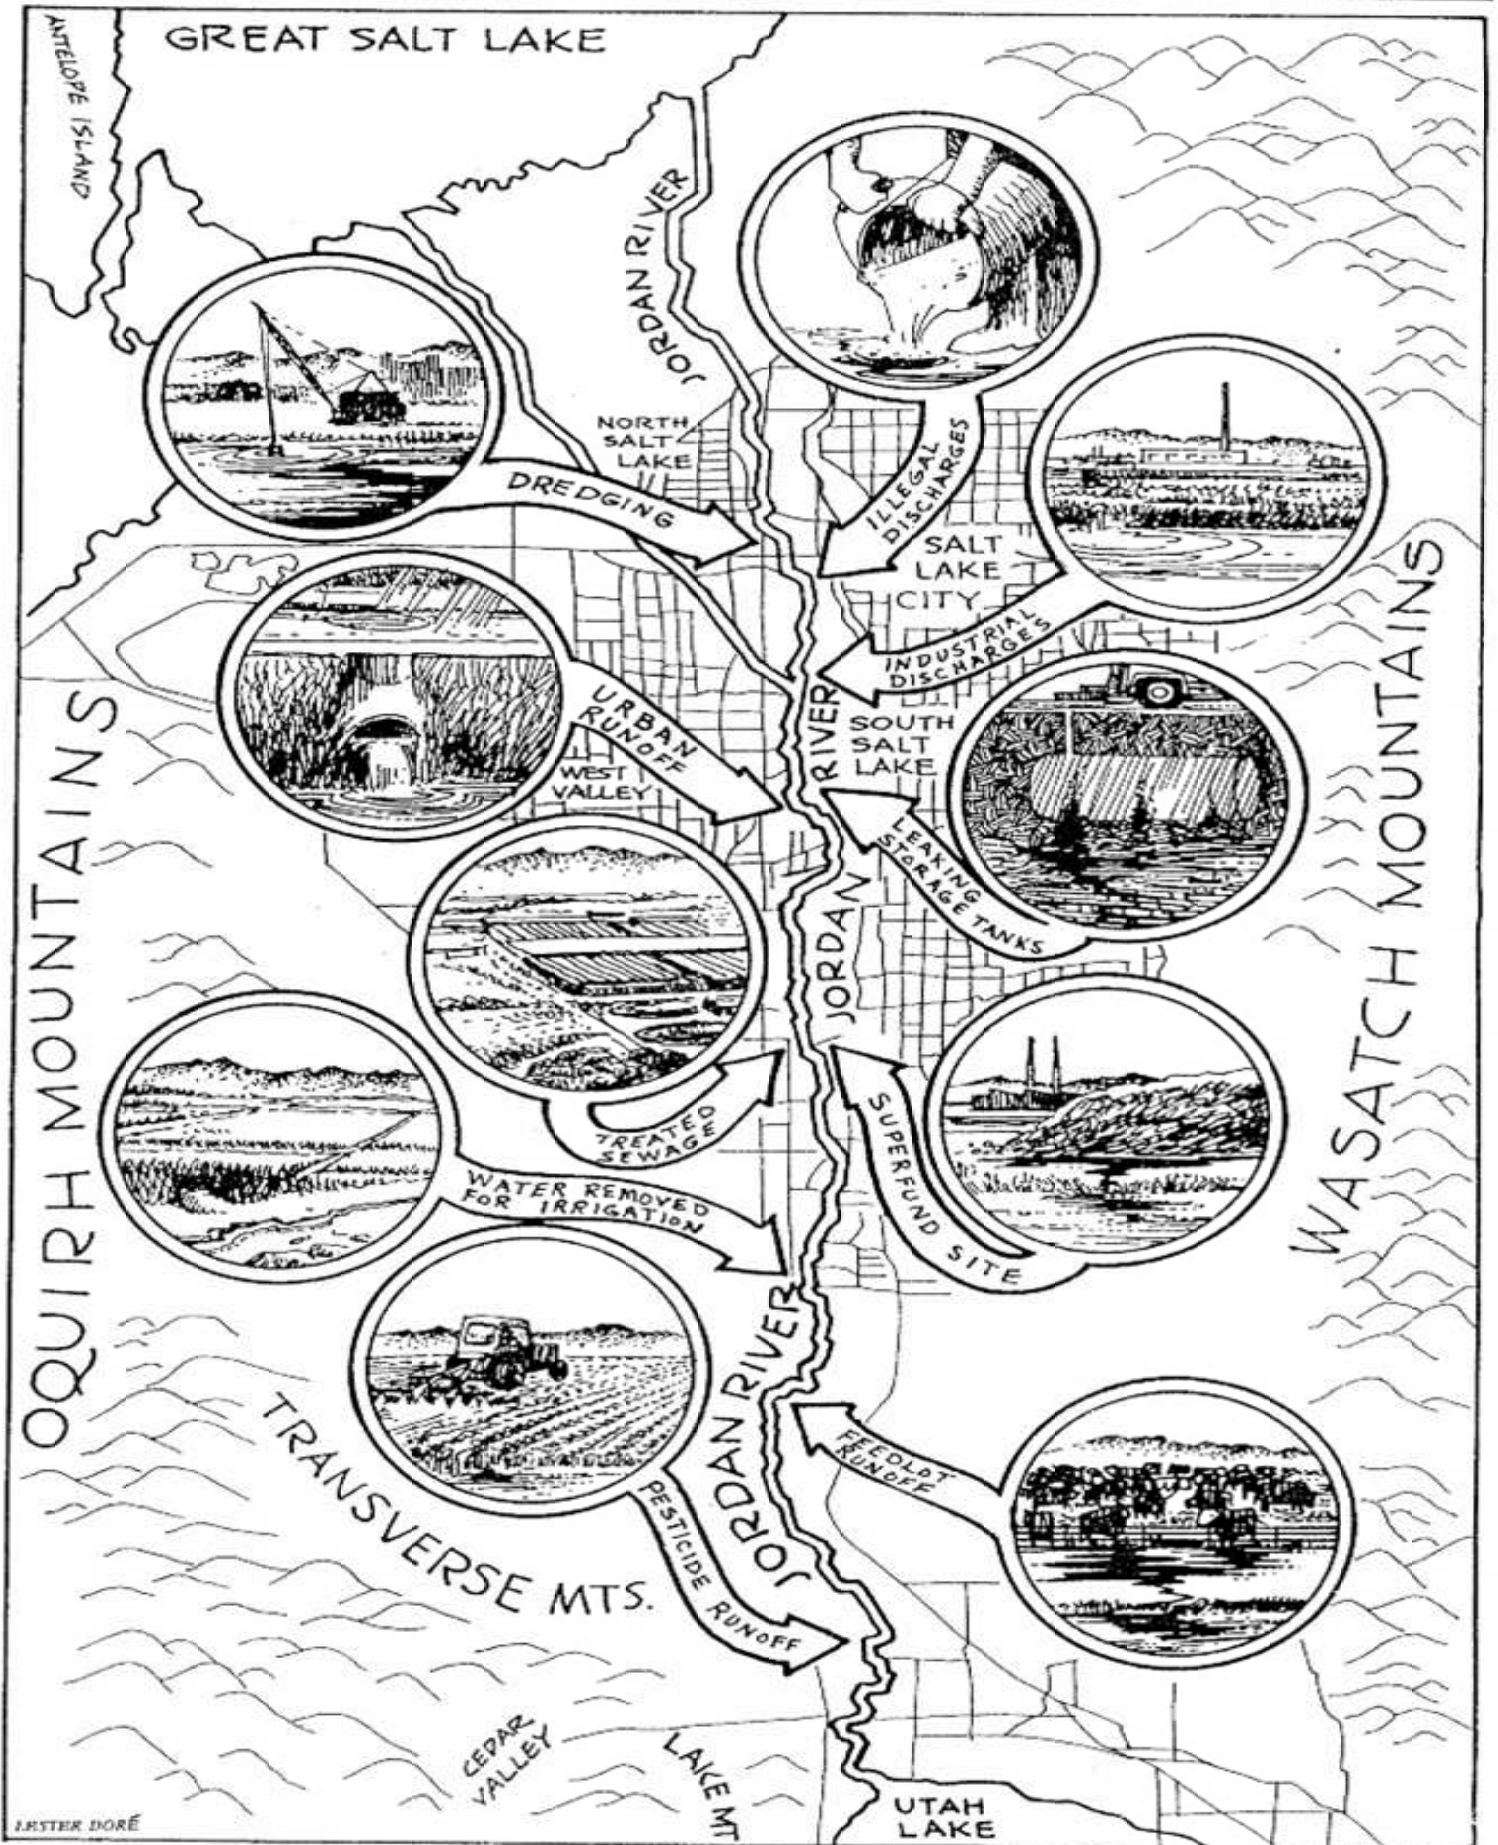 ANTELOPE ISLAND
GREAT SALT LAKE
JORDAN RIVER
NORTH
SALT
LAKE
DREDGING
ILLEGAL
DISCHARGES
SALT
LAKE
CITY
INDUSTRIAL
DISCHARGES
URBAN
RUNOFF
WEST
VALLEY
SOUTH
SALT
LAKE
LEAKING
STORAGE TANKS
JORDAN RIVER
OQUIRH MOUNTAINS
WASATCH MOUNTAINS
TREATED
SEWAGE
SUPERFUND SITE
WATER REMOVED
FOR IRRIGATION
JORDAN RIVER
FEEDLOT
RUNOFF
PESTICIDE RUNOFF
TRANSVERSE MTS.
CEDAR
VALLEY
LAKE MT
UTAH
LAKE
LESTER DORÉ